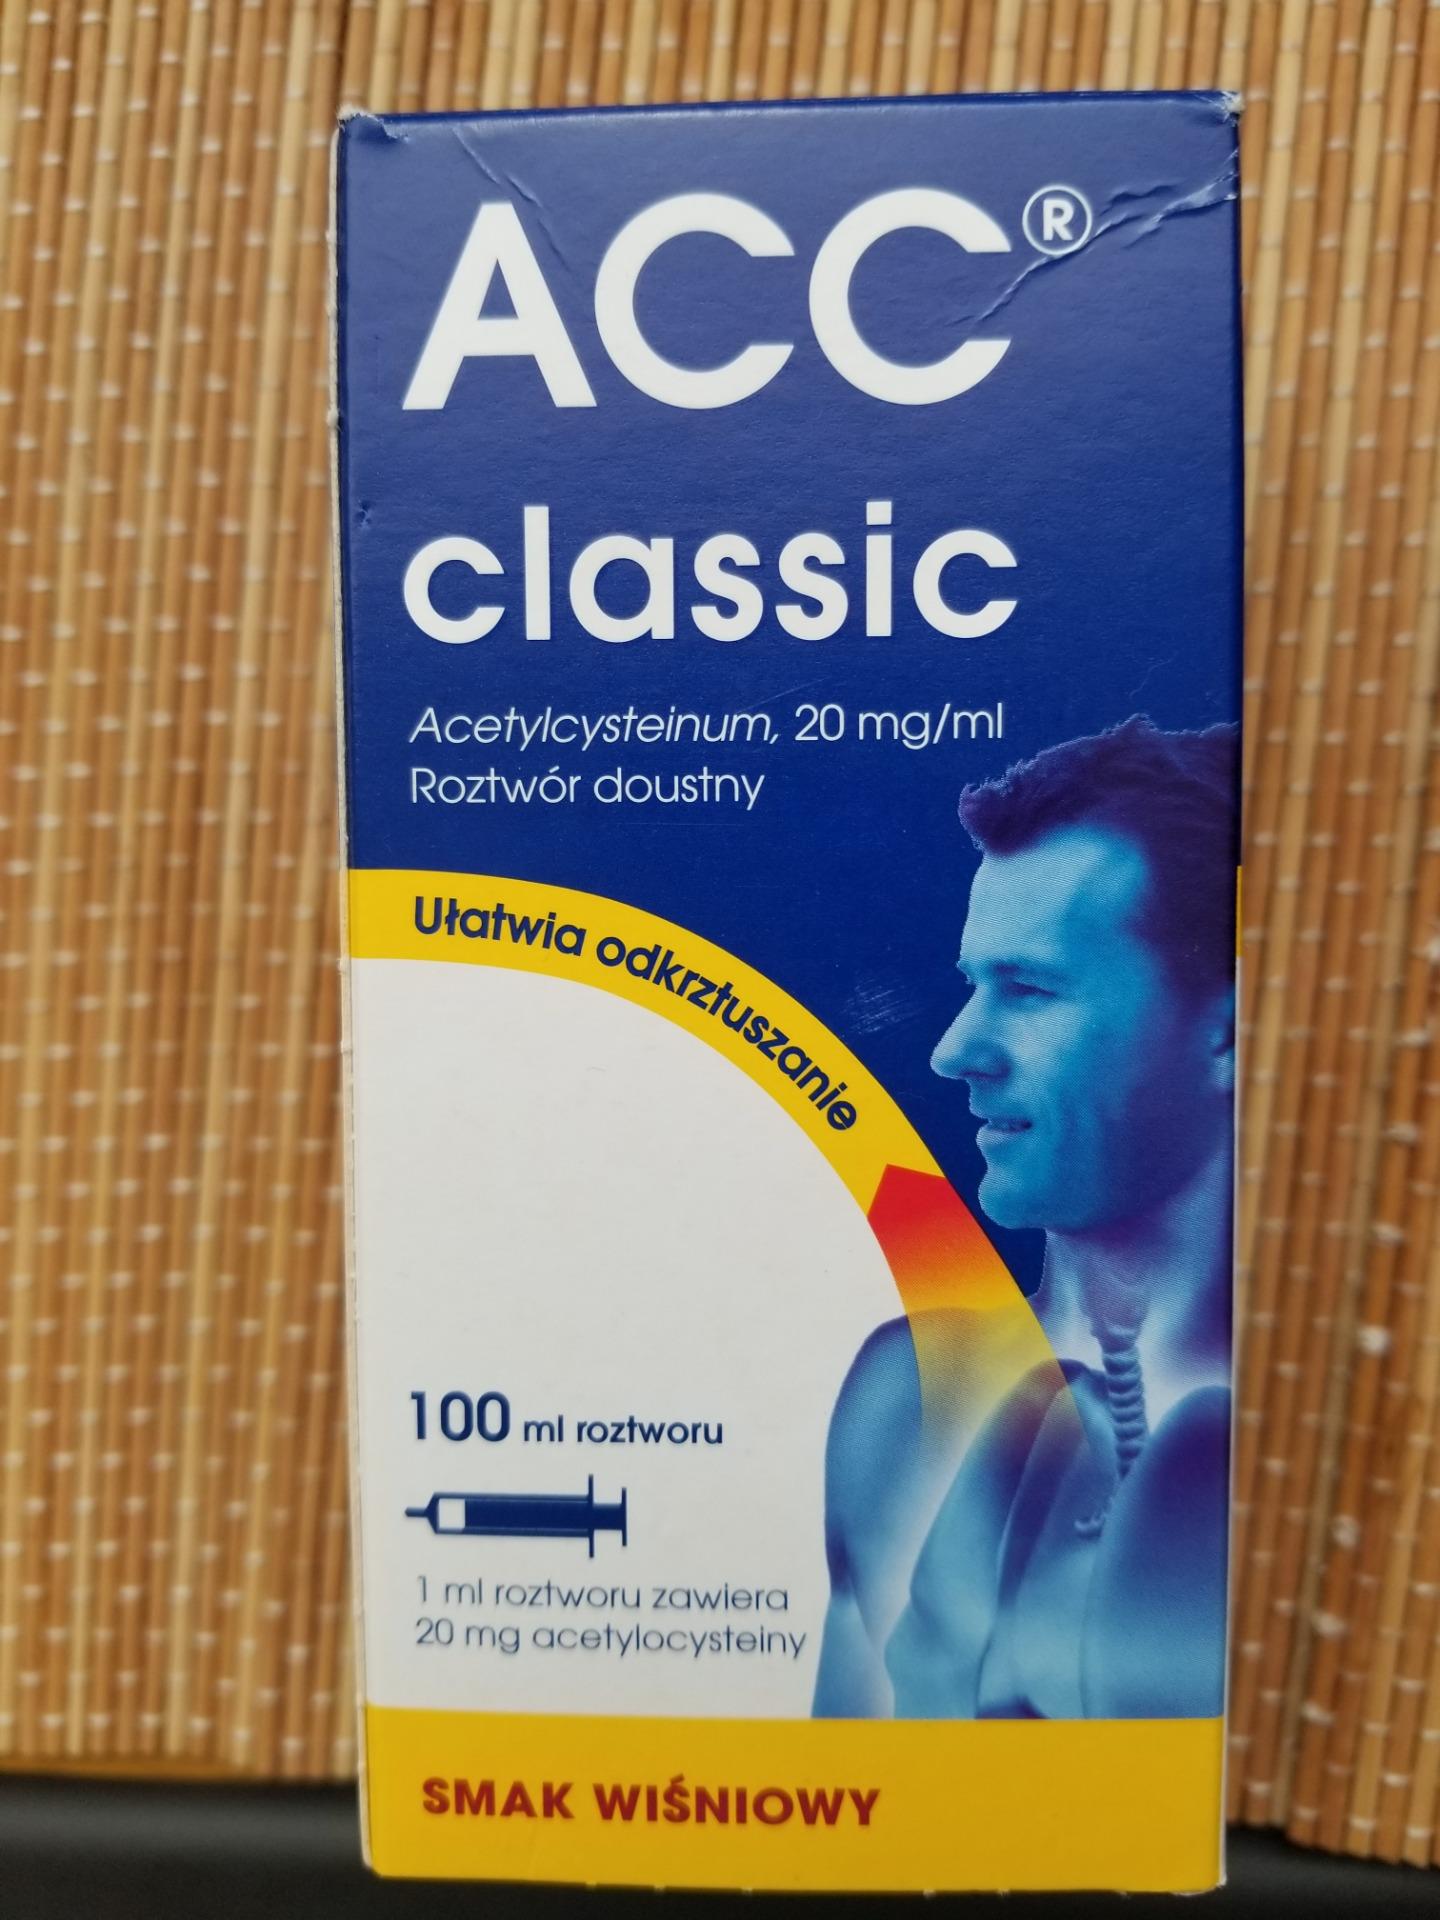 ACC®
classic
Acetylcysteinum, 20 mg/ml
Roztwór doustny
Ułatwia odkrztuszanie
100 ml roztworu
1 ml roztworu zawiera
20 mg acetylocysteiny
SMAK WIŚNIOWY